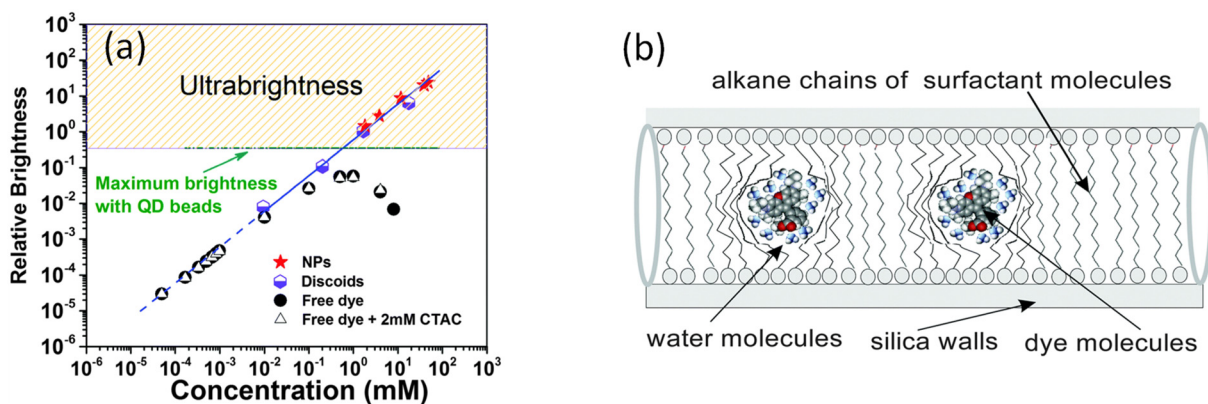 (a)
Relative Brightness
10³
10²
10¹
10⁰
10⁻¹
10⁻²
10⁻³
10⁻⁴
10⁻⁵
10⁻⁶
Ultrabrightness
Maximum brightness
with QD beads
NPs
Discoids
Free dye
Free dye + 2mM CTAC
10⁻⁶ 10⁻⁵ 10⁻⁴ 10⁻³ 10⁻² 10⁻¹ 10⁰ 10¹ 10² 10³
Concentration (mM)
(b)
alkane chains of surfactant molecules
water molecules silica walls dye molecules